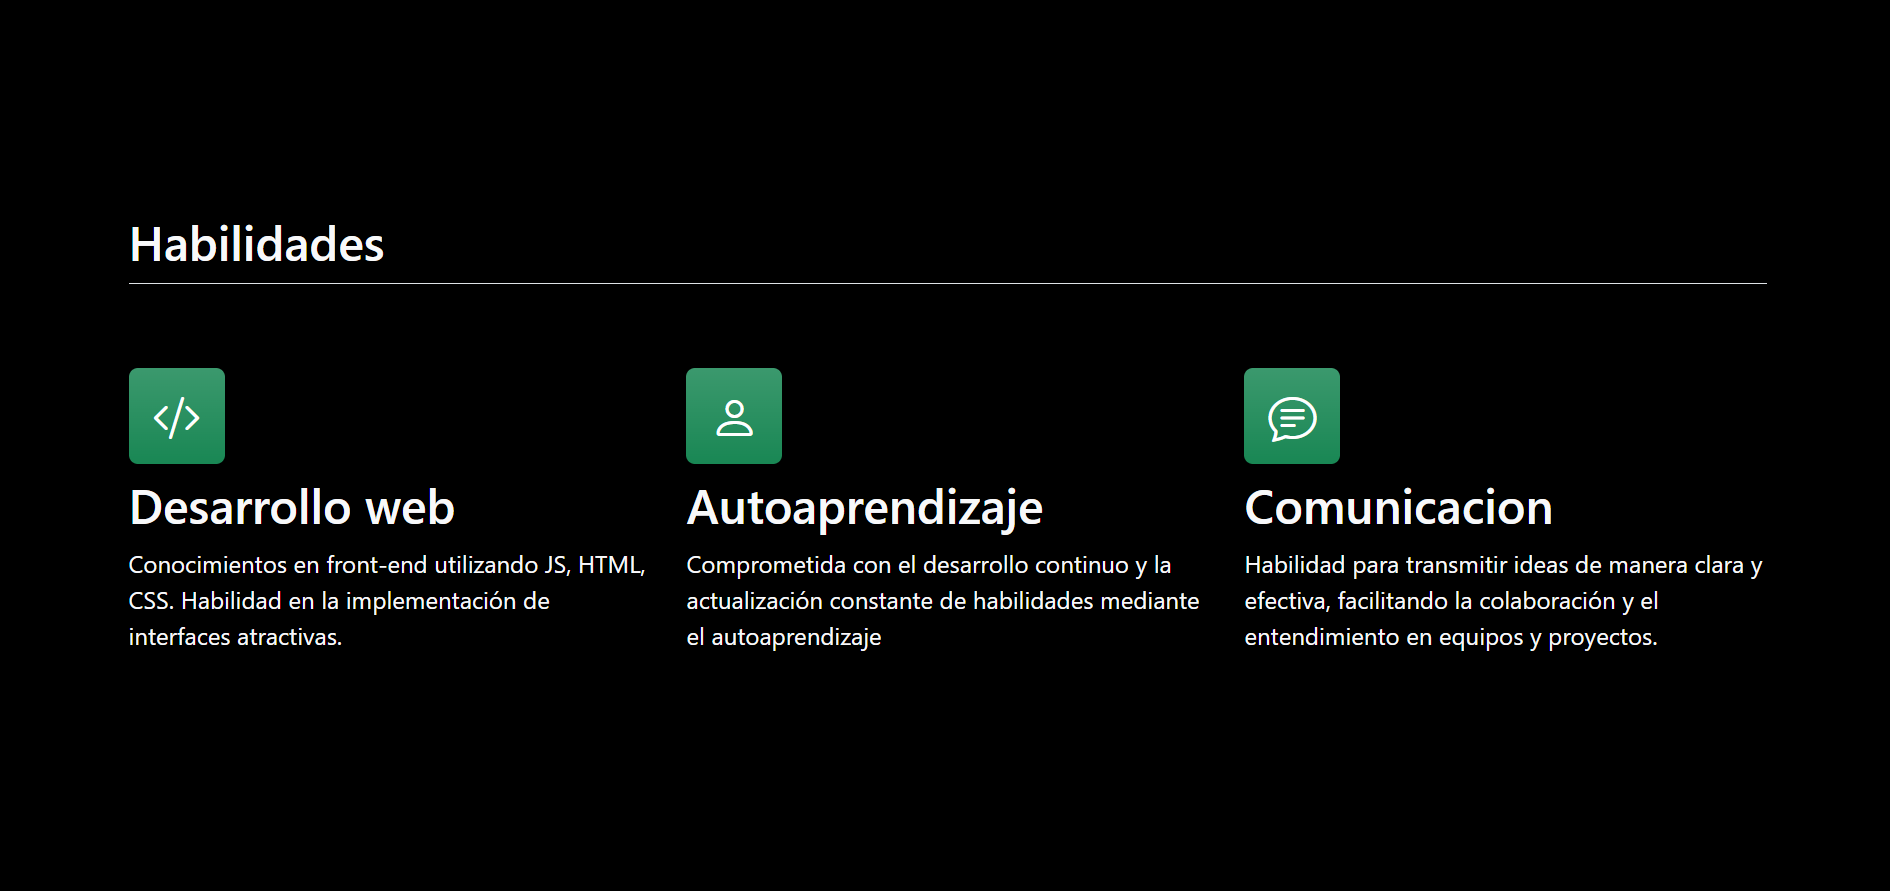 Habilidades
Desarrollo web
Conocimientos en front-end utilizando JS, HTML,
CSS. Habilidad en la implementación de
interfaces atractivas.
Autoaprendizaje
Comprometida con el desarrollo continuo y la
actualización constante de habilidades mediante
el autoaprendizaje
Comunicacion
Habilidad para transmitir ideas de manera clara y
efectiva, facilitando la colaboración y el
entendimiento en equipos y proyectos.